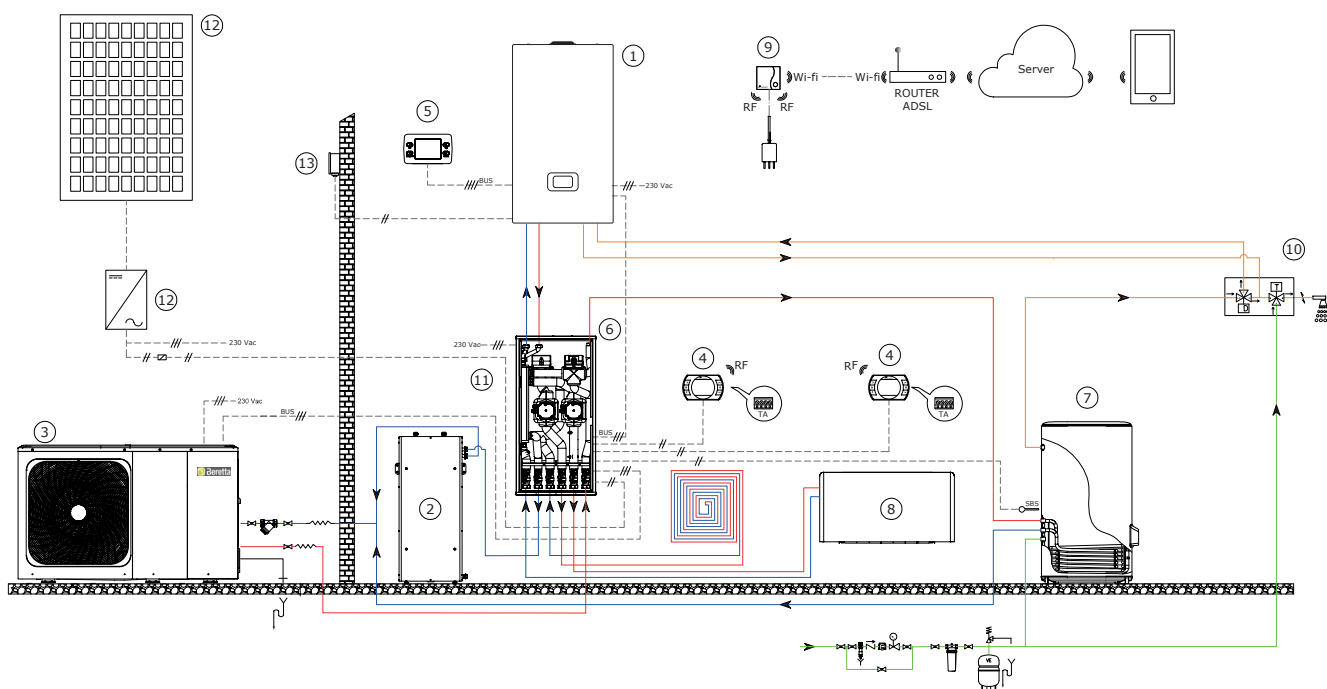 12
1
9
Wi-fi
Wi-fi
Server
ROUTER
ADSL
RF
RF
5
13
BUS
230 Vac
10
T
12
6
230 Vac
230 Vac
4
RF
RF
4
11
TA
TA
7
230 Vac
BUS
BUS
3
Beretta
2
8
SBS
VE